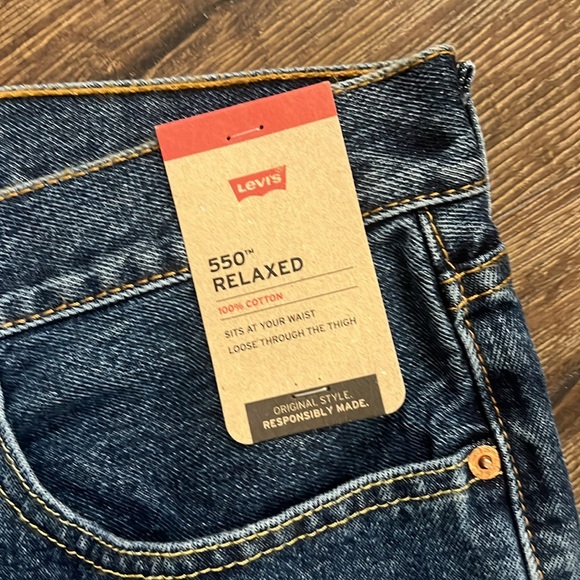 Levi's
550™
RELAXED
100% COTTON
SITS AT YOUR WAIST
LOOSE THROUGH THE THIGH
ORIGINAL STYLE.
RESPONSIBLY MADE.